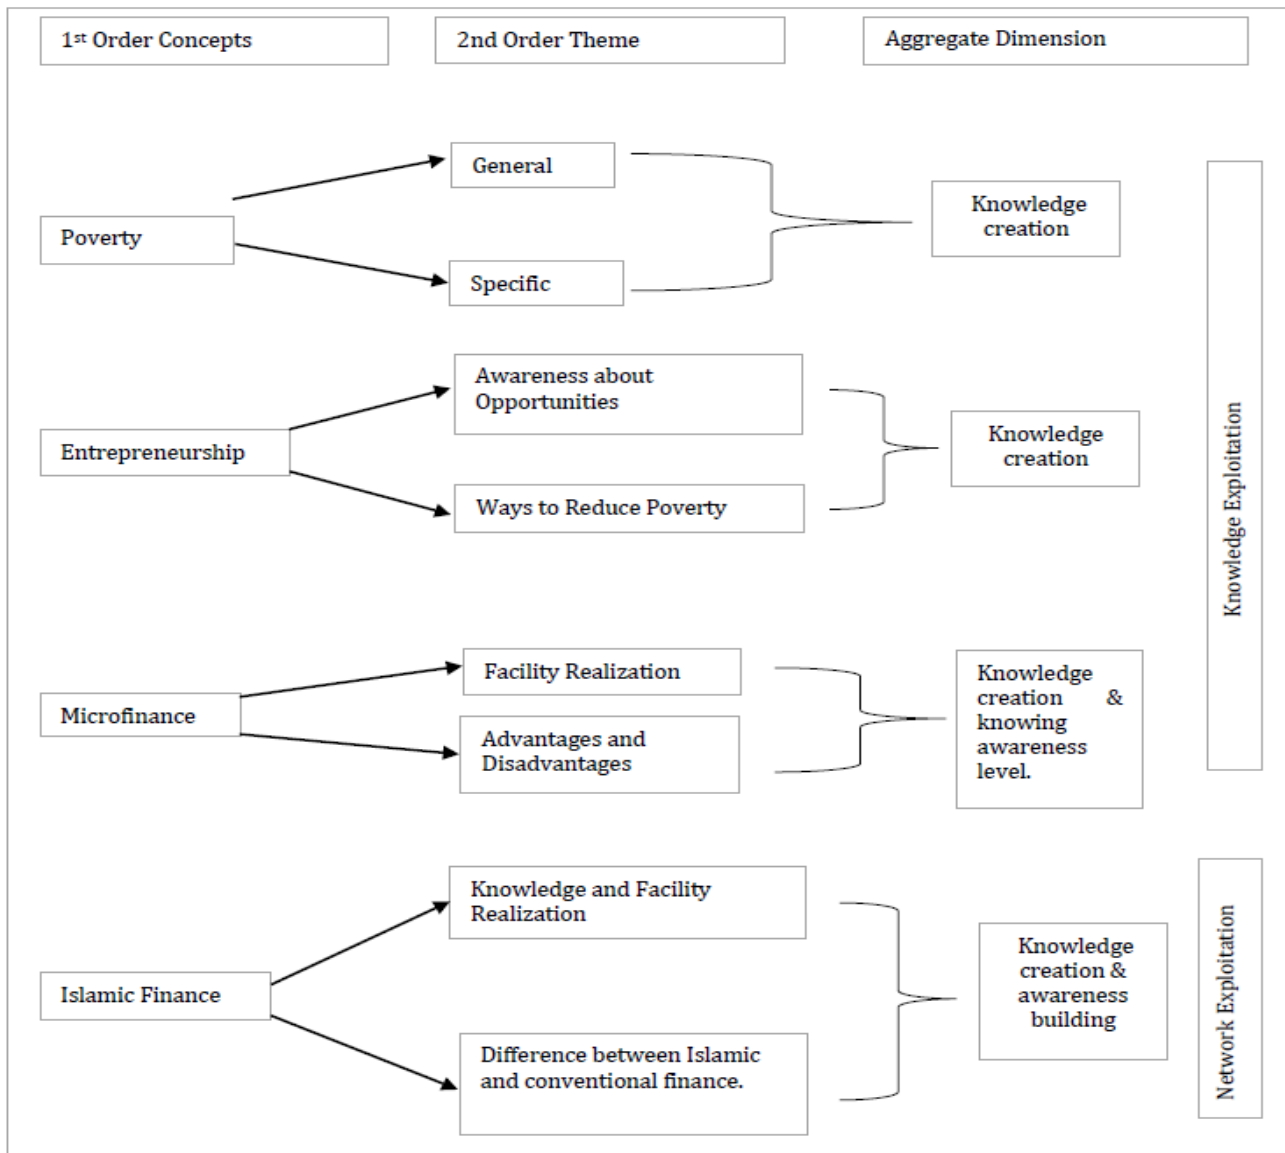 1st Order Concepts
2nd Order Theme
Aggregate Dimension
General
Poverty
Specific
Knowledge
creation
Awareness about
Opportunities
Entrepreneurship
Ways to Reduce Poverty
Knowledge
creation
Facility Realization
Microfinance
Advantages and
Disadvantages
Knowledge
creation &
knowing
awareness
level.
Knowledge Exploitation
Knowledge and Facility
Realization
Islamic Finance
Difference between Islamic
and conventional finance.
Knowledge
creation &
awareness
building
Network Exploitation